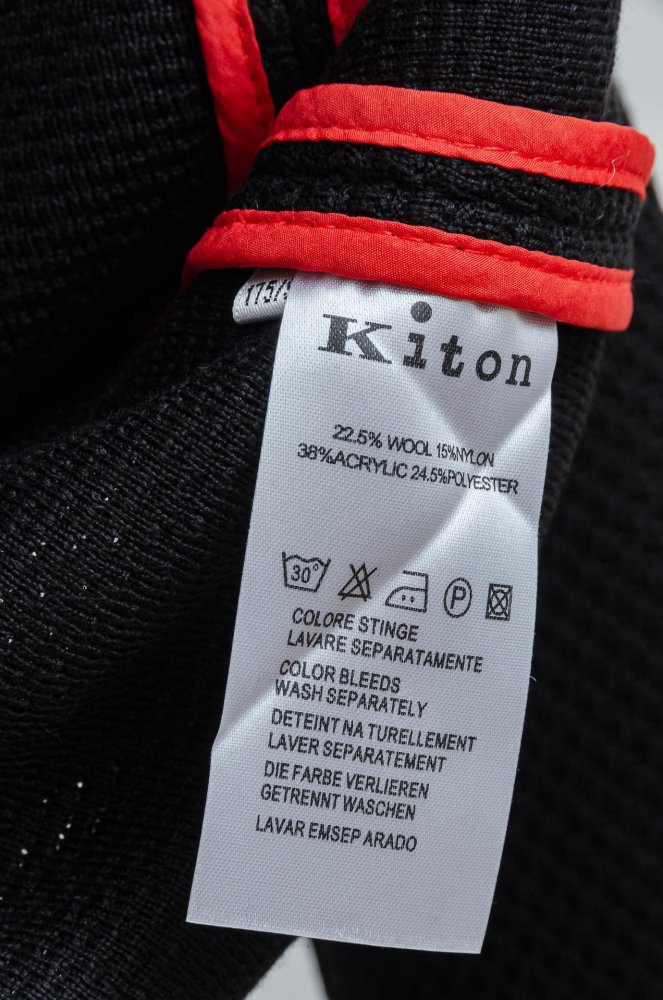 175/
Kiton
22.5% WOOL 15%NYLON
38%ACRYLIC 24.5%POLYESTER
30°
P
COLORE STINGE
LAVARE SEPARATAMENTE
COLOR BLEEDS
WASH SEPARATELY
DETEINT NA TURELLEMENT
LAVER SEPARATEMENT
DIE FARBE VERLIEREN
GETRENNT WASCHEN
LAVAR EMSEP ARADO